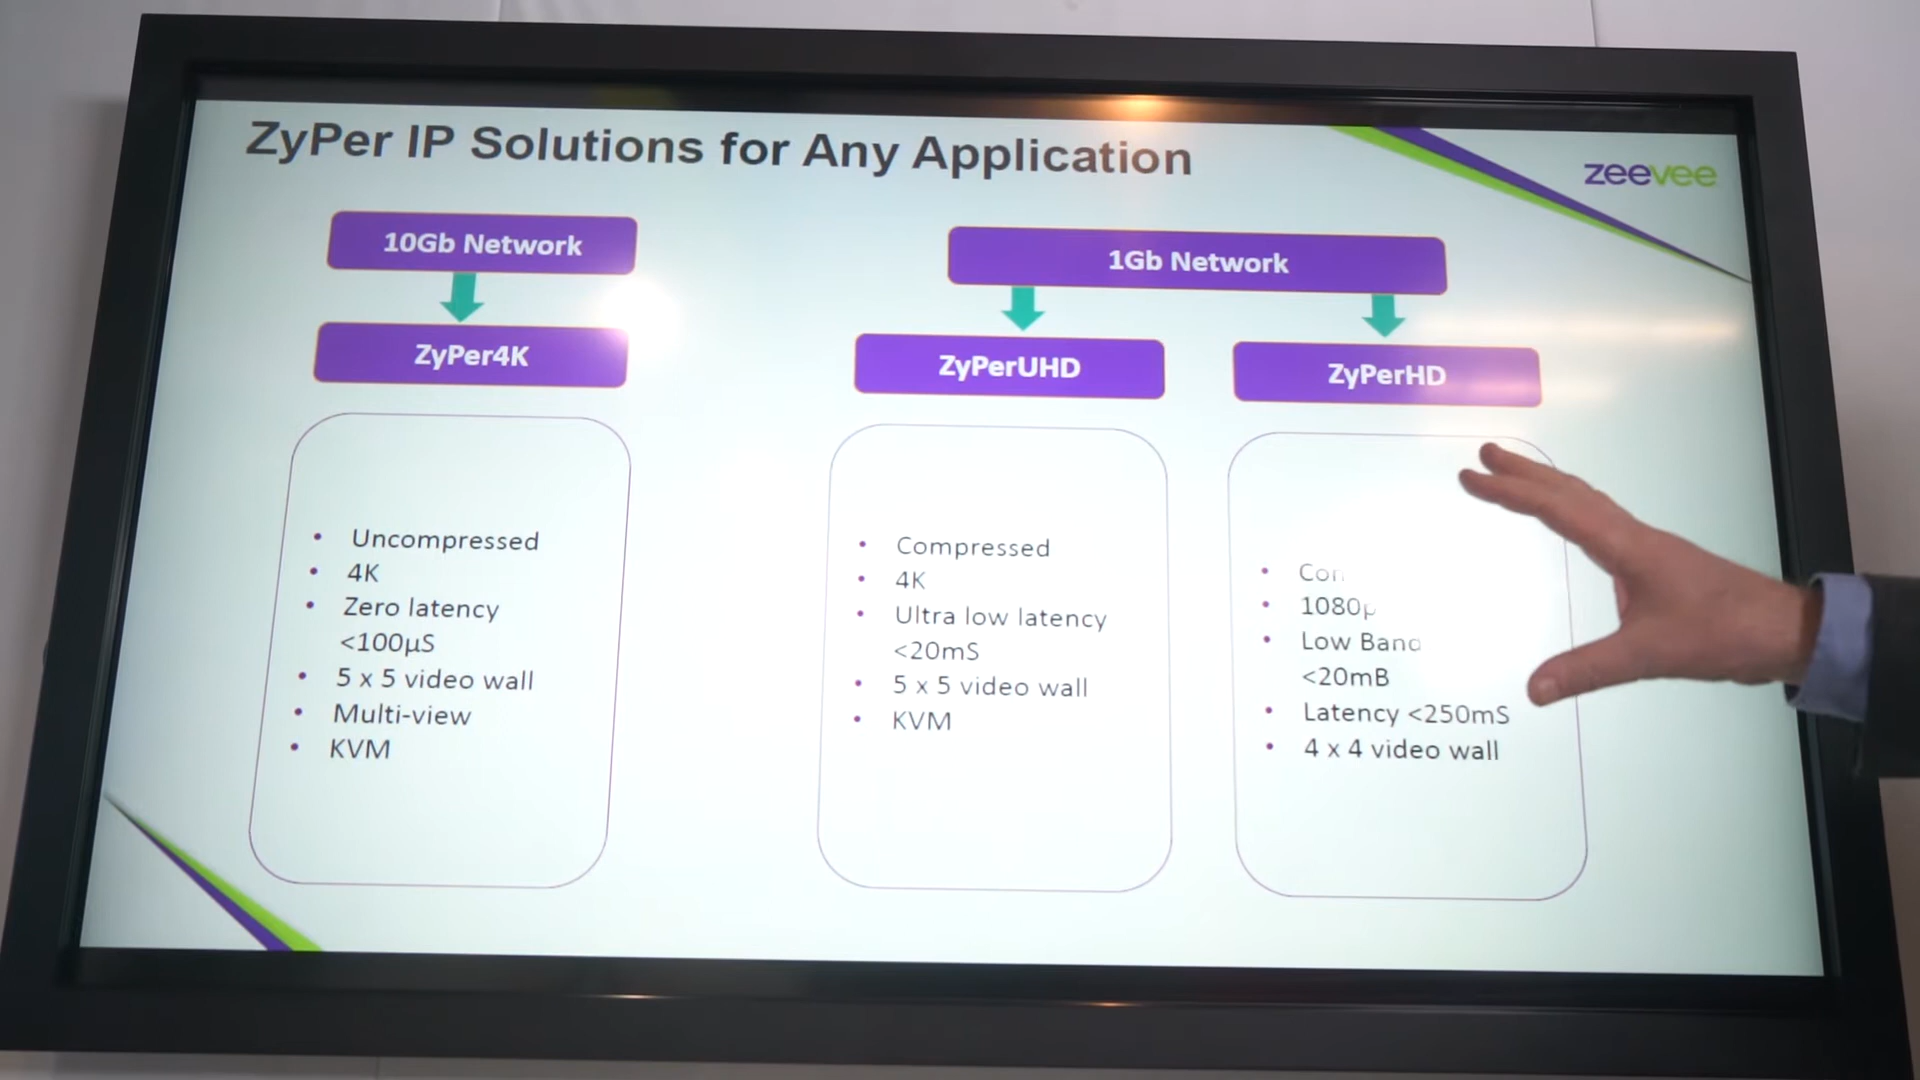 ZyPer IP Solutions for Any Application
zeevee
10Gb Network
1Gb Network
ZyPer4K
ZyPerUHD
ZyPerHD
• Uncompressed
• 4K
• Zero latency
<100µS
• 5 x 5 video wall
• Multi-view
• KVM
• Compressed
• 4K
• Ultra low latency
<20mS
• 5 x 5 video wall
• KVM
• 1080p
• Low
<20mB
• Latency <250mS
• 4 x 4 video wall